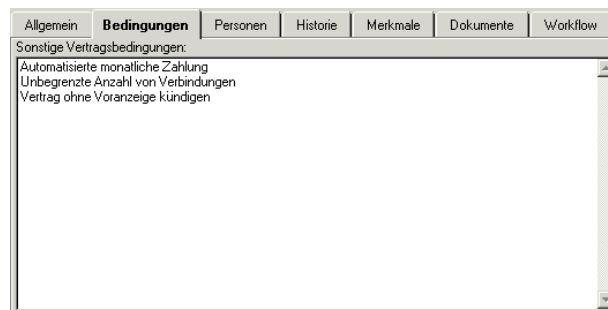 Allgemein Bedingungen Personen Historie Merkmale Dokumente Workflow
Sonstige Vertragsbedingungen:
Automatisierte monatliche Zahlung
Unbegrenzte Anzahl von Verbindungen
Vertrag ohne Voranzeige kündigen